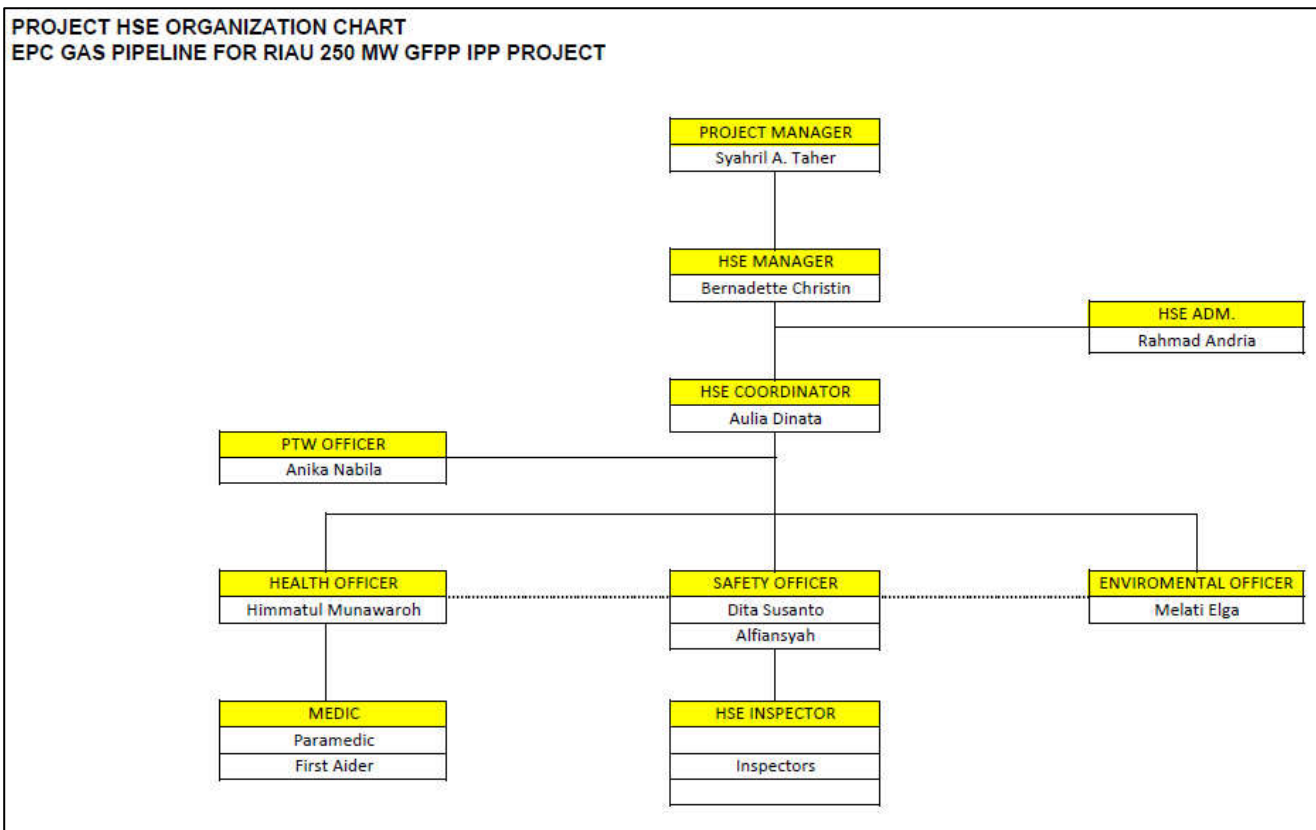 PROJECT HSE ORGANIZATION CHART
EPC GAS PIPELINE FOR RIAU 250 MW GFPP IPP PROJECT
PROJECT MANAGER
Syahril A. Taher
HSE MANAGER
Bernadette Christin
HSE ADM.
Rahmad Andria
HSE COORDINATOR
Aulia Dinata
PTW OFFICER
Anika Nabila
HEALTH OFFICER
Himmatul Munawaroh
SAFETY OFFICER
Dita Susanto
Alfiansyah
ENVIROMENTAL OFFICER
Melati Elga
MEDIC
Paramedic
First Aider
HSE INSPECTOR
Inspectors